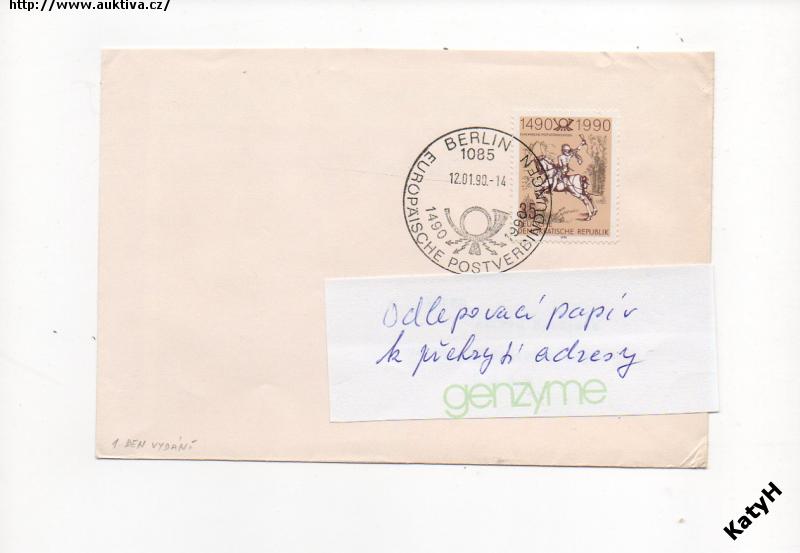 http://www.auktiva.cz/
1490 1990
35
DEMOKRATISCHE REPUBLIK
BERLIN
1085
12.01.90.-14
EUROPÄISCHE POSTVERBINDUNGEN
1490 1990
Odlepovací papír
k překrytí adresy
genzyme
1. DEN VYDÁNÍ
KatyH